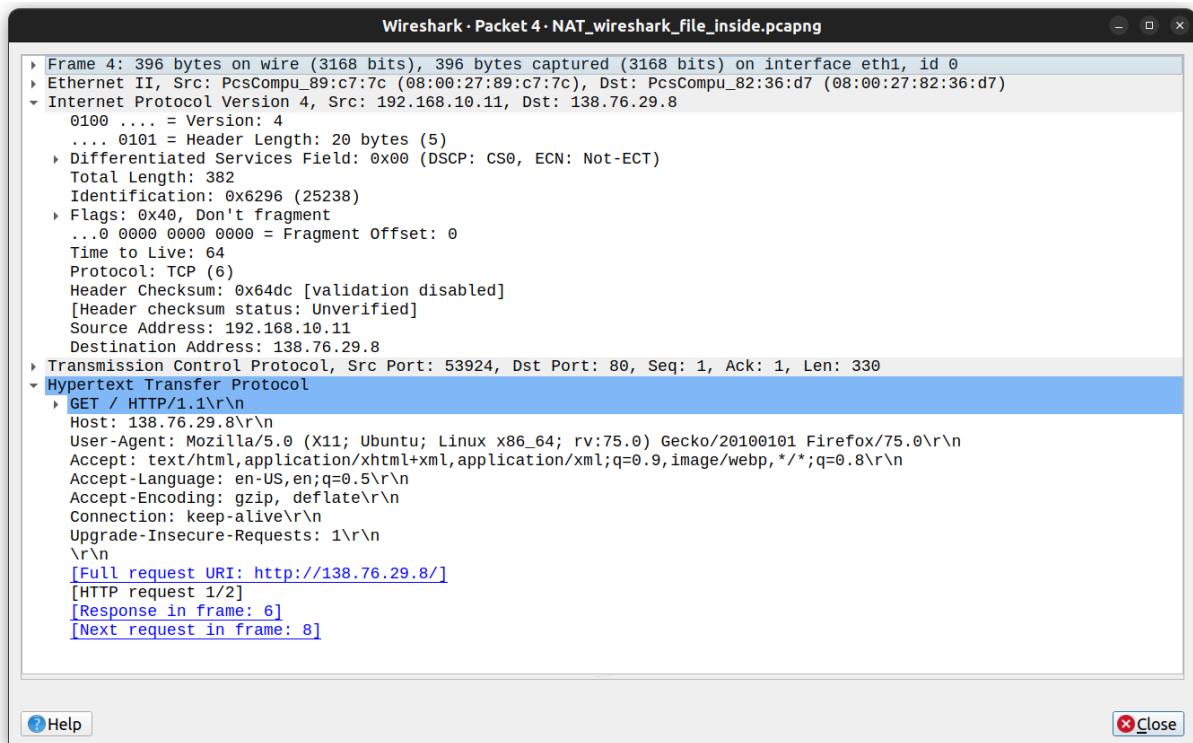 Wireshark · Packet 4 · NAT_wireshark_file_inside.pcapng
Frame 4: 396 bytes on wire (3168 bits), 396 bytes captured (3168 bits) on interface eth1, id 0
Ethernet II, Src: PcsCompu_89:c7:7c (08:00:27:89:c7:7c), Dst: PcsCompu_82:36:d7 (08:00:27:82:36:d7)
Internet Protocol Version 4, Src: 192.168.10.11, Dst: 138.76.29.8
0100 .... = Version: 4
.... 0101 = Header Length: 20 bytes (5)
Differentiated Services Field: 0x00 (DSCP: CS0, ECN: Not-ECT)
Total Length: 382
Identification: 0x6296 (25238)
Flags: 0x40, Don't fragment
...0 0000 0000 0000 = Fragment Offset: 0
Time to Live: 64
Protocol: TCP (6)
Header Checksum: 0x64dc [validation disabled]
[Header checksum status: Unverified]
Source Address: 192.168.10.11
Destination Address: 138.76.29.8
Transmission Control Protocol, Src Port: 53924, Dst Port: 80, Seq: 1, Ack: 1, Len: 330
Hypertext Transfer Protocol
GET / HTTP/1.1\r\n
Host: 138.76.29.8\r\n
User-Agent: Mozilla/5.0 (X11; Ubuntu; Linux x86_64; rv:75.0) Gecko/20100101 Firefox/75.0\r\n
Accept: text/html,application/xhtml+xml,application/xml;q=0.9,image/webp,*/*;q=0.8\r\n
Accept-Language: en-US,en;q=0.5\r\n
Accept-Encoding: gzip, deflate\r\n
Connection: keep-alive\r\n
Upgrade-Insecure-Requests: 1\r\n
\r\n
[Full request URI: http://138.76.29.8/]
[HTTP request 1/2]
[Response in frame: 6]
[Next request in frame: 8]
Help
Close